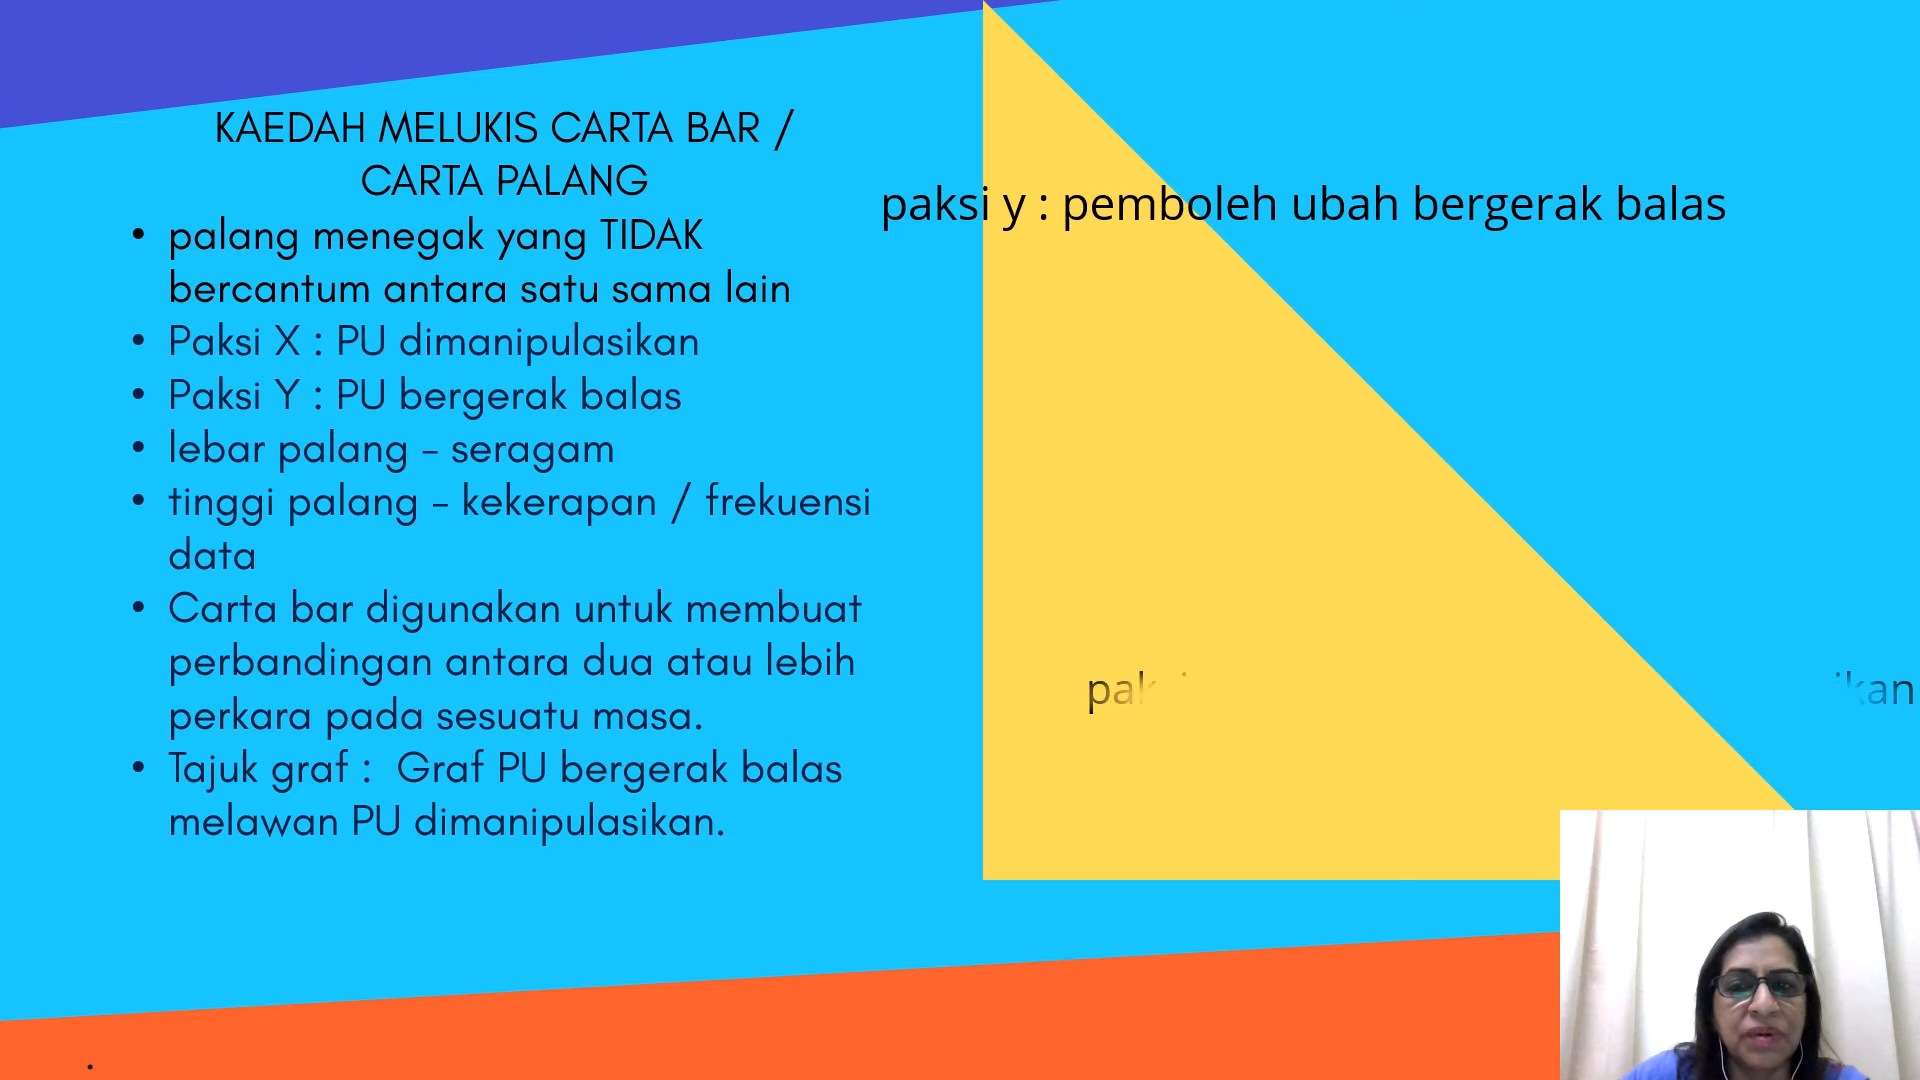 KAEDAH MELUKIS CARTA BAR /
CARTA PALANG
• palang menegak yang TIDAK
bercantum antara satu sama lain
• Paksi X : PU dimanipulasikan
• Paksi Y : PU bergerak balas
• lebar palang - seragam
• tinggi palang - kekerapan / frekuensi
data
• Carta bar digunakan untuk membuat
perbandingan antara dua atau lebih
perkara pada sesuatu masa.
• Tajuk graf :  Graf PU bergerak balas
melawan PU dimanipulasikan.
paksi y : pemboleh ubah bergerak balas